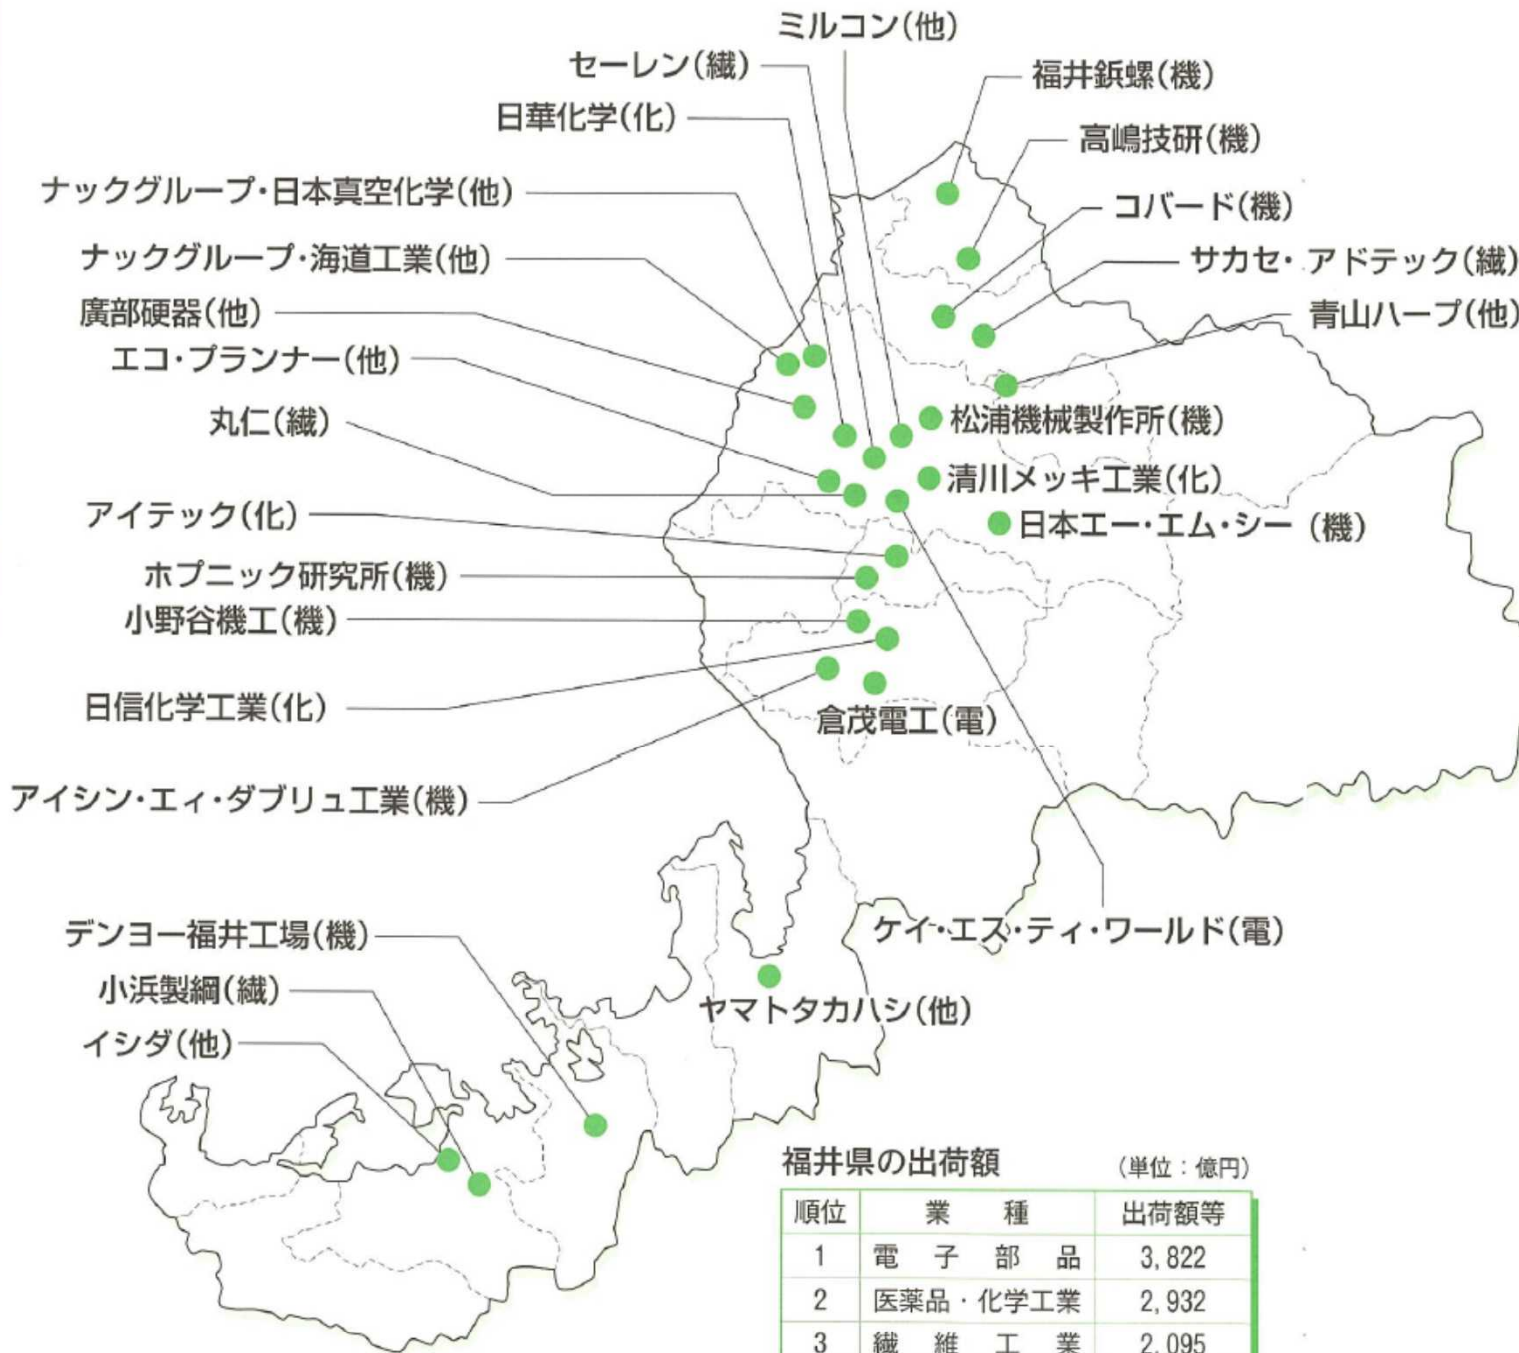 ミルコン(他)
セーレン(繊)
福井鋲螺(機)
日華化学(化)
高嶋技研(機)
ナックグループ・日本真空化学(他)
コバード(機)
ナックグループ・海道工業(他)
サカセ・アドテック(繊)
廣部硬器(他)
青山ハープ(他)
エコ・プランナー(他)
丸仁(繊)
松浦機械製作所(機)
清川メッキ工業(化)
アイテック(化)
日本エー・エム・シー (機)
ホプニック研究所(機)
小野谷機工(機)
日信化学工業(化)
倉茂電工(電)
アイシン・エィ・ダブリュ工業(機)
ケイ・エス・ティ・ワールド(電)
デンヨー福井工場(機)
小浜製綱(繊)
ヤマトタカハシ(他)
イシダ(他)
福井県の出荷額 (単位:億円)
順位 業種 出荷額等
1 電子部品 3,822
2 医薬品・化学工業 2,932
3 繊維工業 2,095